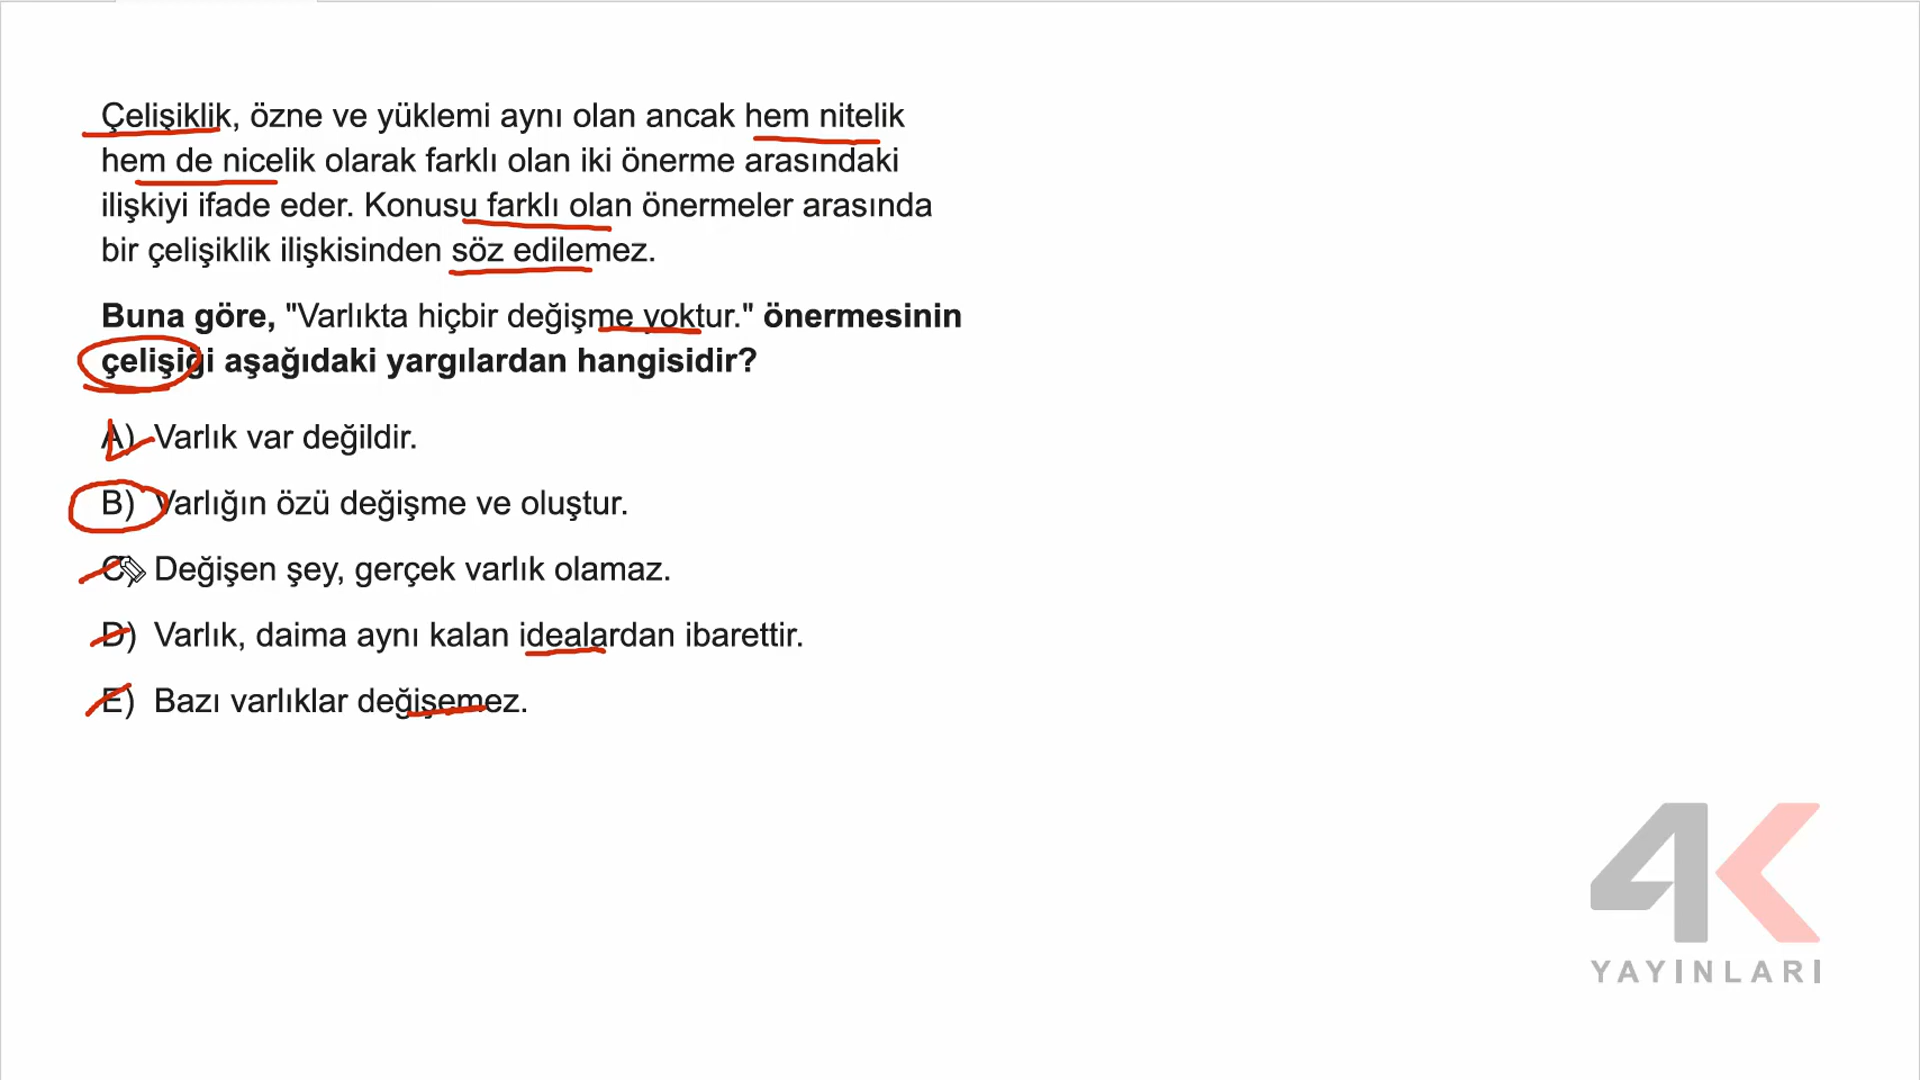 Çelişiklik, özne ve yüklemi aynı olan ancak hem nitelik
hem de nicelik olarak farklı olan iki önerme arasındaki
ilişkiyi ifade eder. Konusu farklı olan önermeler arasında
bir çelişiklik ilişkisinden söz edilemez.
Buna göre, "Varlıkta hiçbir değişme yoktur." önermesinin
çelişiği aşağıdaki yargılardan hangisidir?
A) Varlık var değildir.
B) Varlığın özü değişme ve oluştur.
C) Değişen şey, gerçek varlık olamaz.
D) Varlık, daima aynı kalan idealardan ibarettir.
E) Bazı varlıklar değişemez.
4K
YAYINLARI